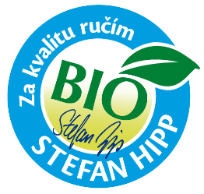 Za kvalitu ručím
BIO
Stefan Hipp
STEFAN HIPP